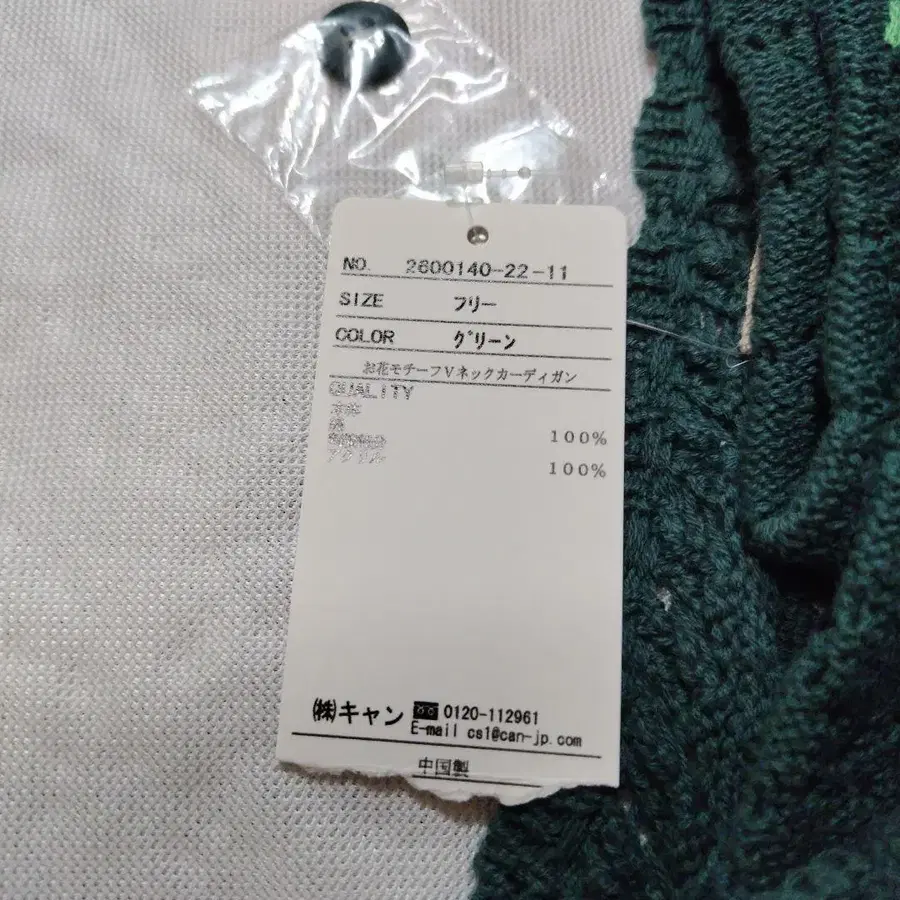 NO. 2600140-22-11
SIZE フリー
COLOR グリーン
お花モチーフVネックカーディガン
QUALITY
綿 100%
アクリル 100%
㈱キャン 0120-112961
E-mail cs1@can-jp.com
中国製